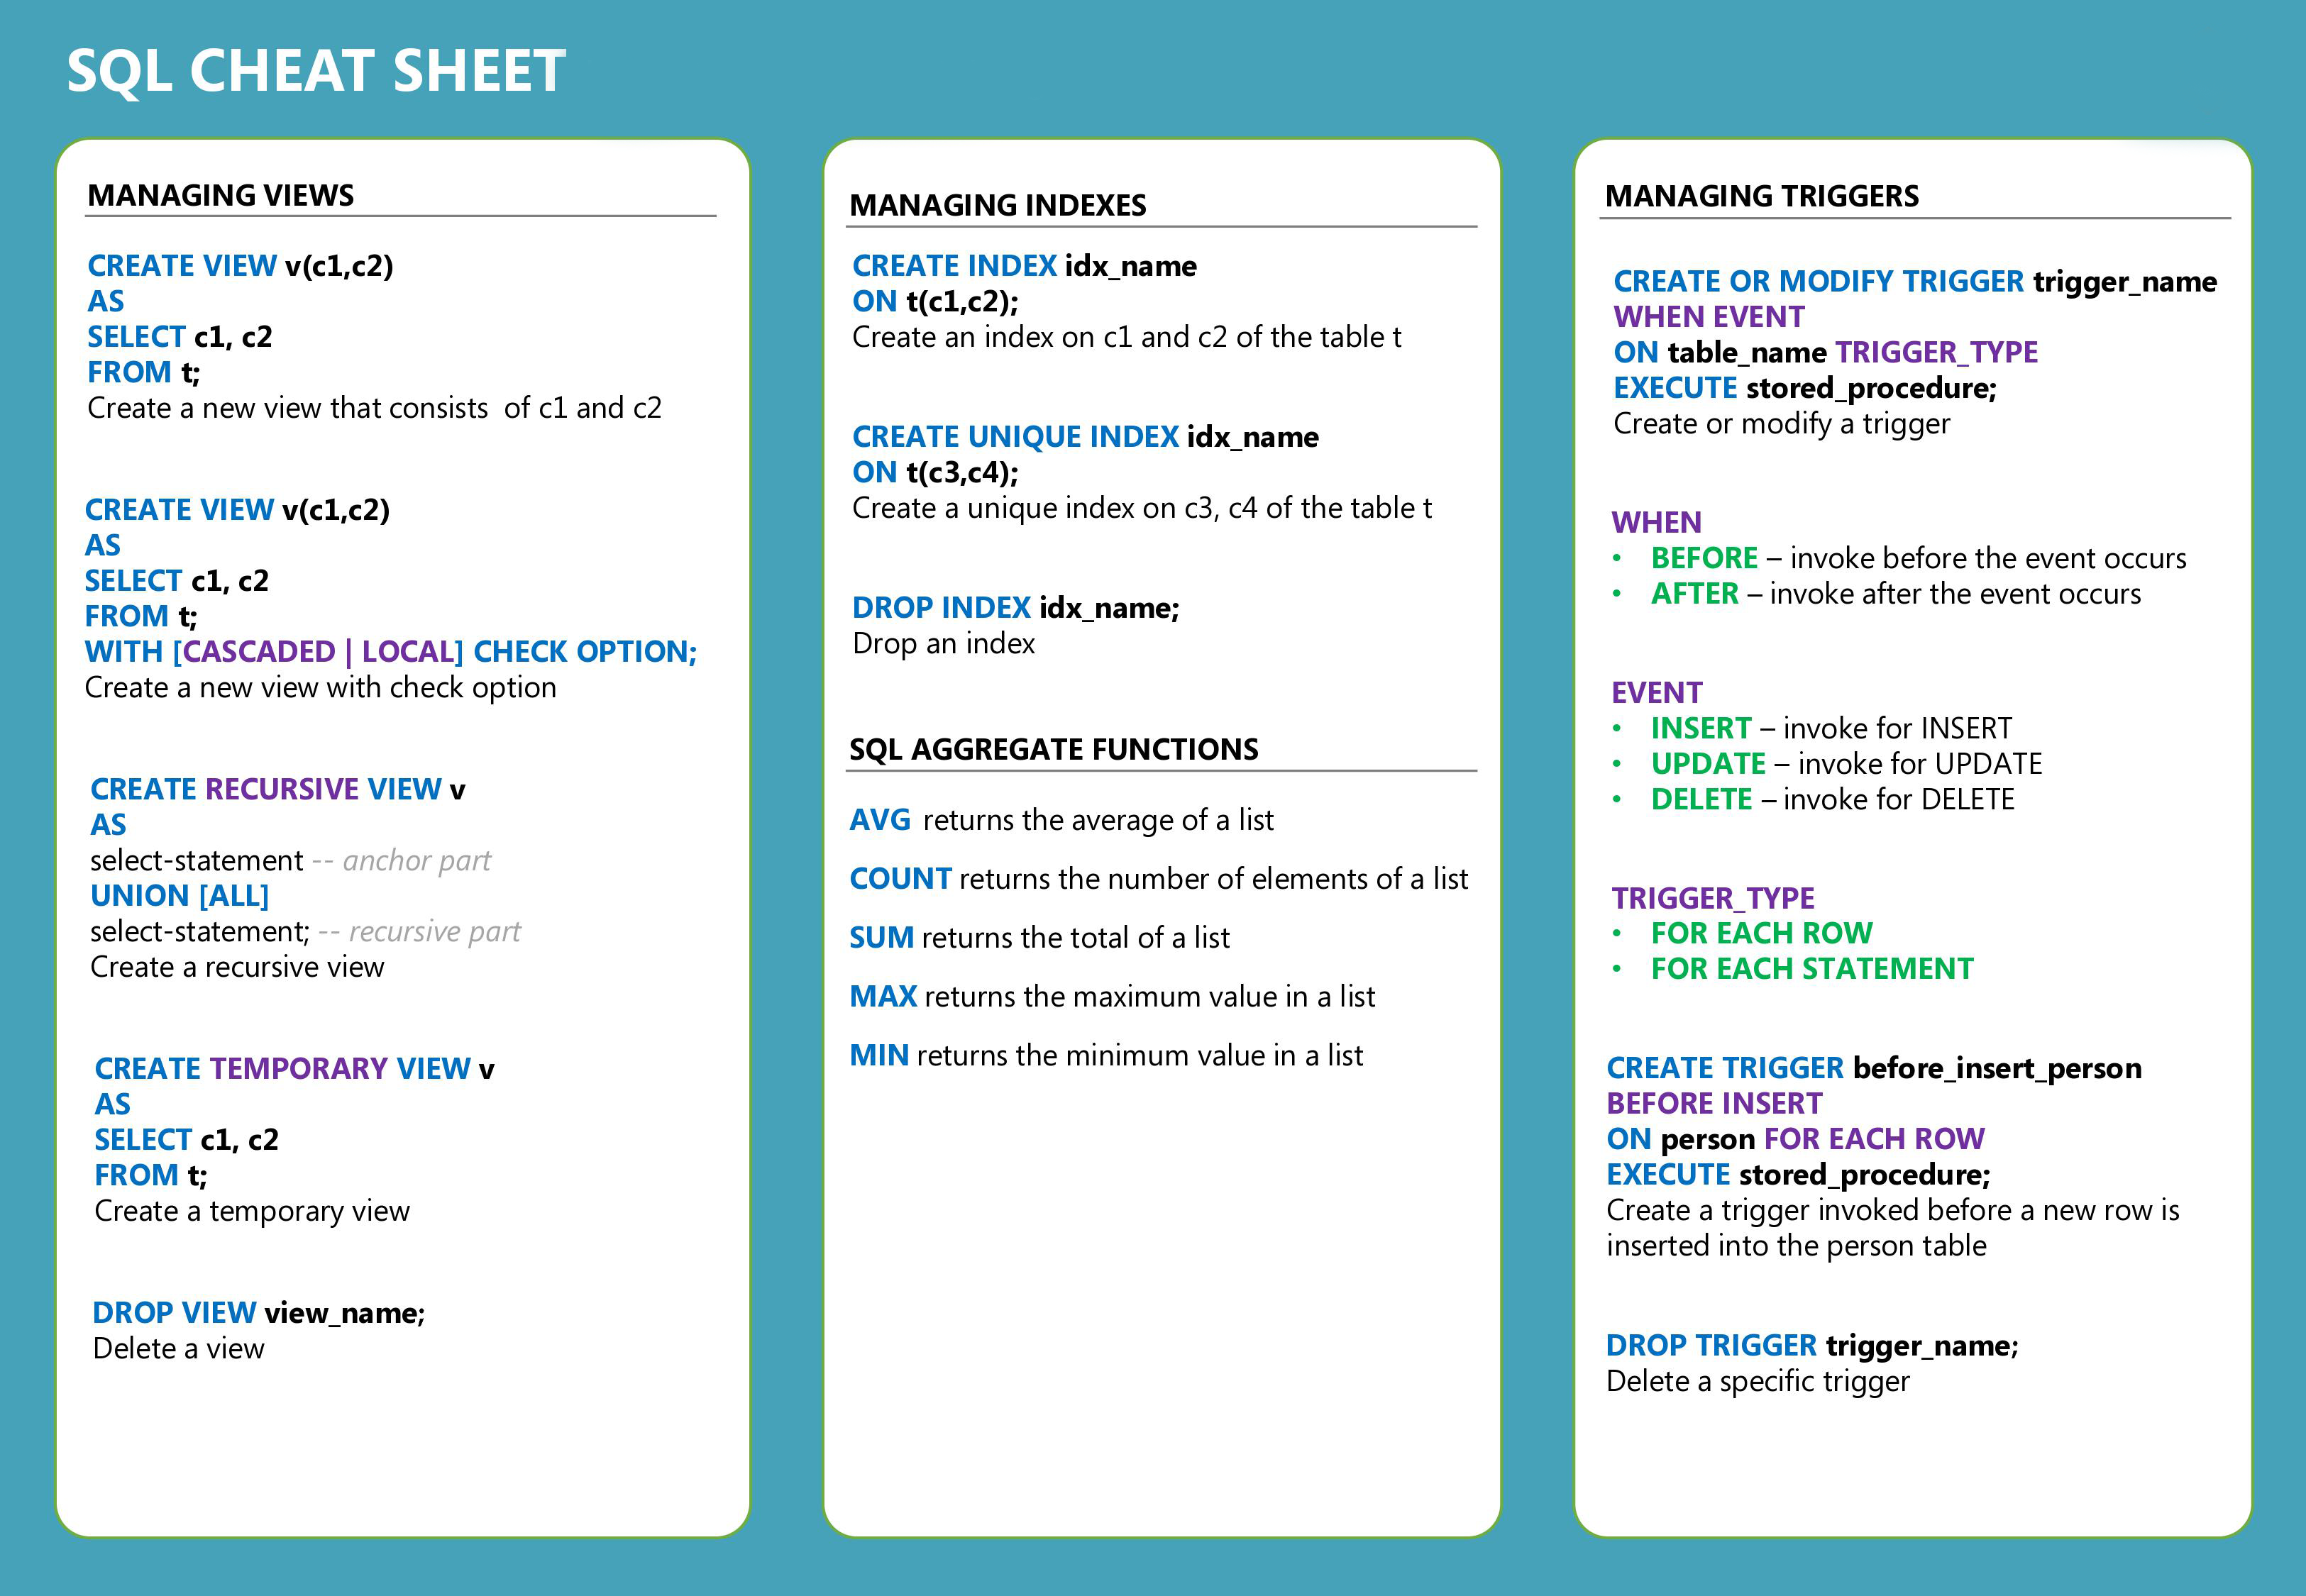 SQL CHEAT SHEET
MANAGING VIEWS
CREATE VIEW v(c1,c2)
AS
SELECT c1, c2
FROM t;
Create a new view that consists  of c1 and c2
CREATE VIEW v(c1,c2)
AS
SELECT c1, c2
FROM t;
WITH [CASCADED | LOCAL] CHECK OPTION;
Create a new view with check option
CREATE RECURSIVE VIEW v
AS
select-statement -- anchor part
UNION [ALL]
select-statement; -- recursive part
Create a recursive view
CREATE TEMPORARY VIEW v
AS
SELECT c1, c2
FROM t;
Create a temporary view
DROP VIEW view_name;
Delete a view
MANAGING INDEXES
CREATE INDEX idx_name
ON t(c1,c2);
Create an index on c1 and c2 of the table t
CREATE UNIQUE INDEX idx_name
ON t(c3,c4);
Create a unique index on c3, c4 of the table t
DROP INDEX idx_name;
Drop an index
SQL AGGREGATE FUNCTIONS
AVG returns the average of a list
COUNT returns the number of elements of a list
SUM returns the total of a list
MAX returns the maximum value in a list
MIN returns the minimum value in a list
MANAGING TRIGGERS
CREATE OR MODIFY TRIGGER trigger_name
WHEN EVENT
ON table_name TRIGGER_TYPE
EXECUTE stored_procedure;
Create or modify a trigger
WHEN
• BEFORE – invoke before the event occurs
• AFTER – invoke after the event occurs
EVENT
• INSERT – invoke for INSERT
• UPDATE – invoke for UPDATE
• DELETE – invoke for DELETE
TRIGGER_TYPE
• FOR EACH ROW
• FOR EACH STATEMENT
CREATE TRIGGER before_insert_person
BEFORE INSERT
ON person FOR EACH ROW
EXECUTE stored_procedure;
Create a trigger invoked before a new row is
inserted into the person table
DROP TRIGGER trigger_name;
Delete a specific trigger